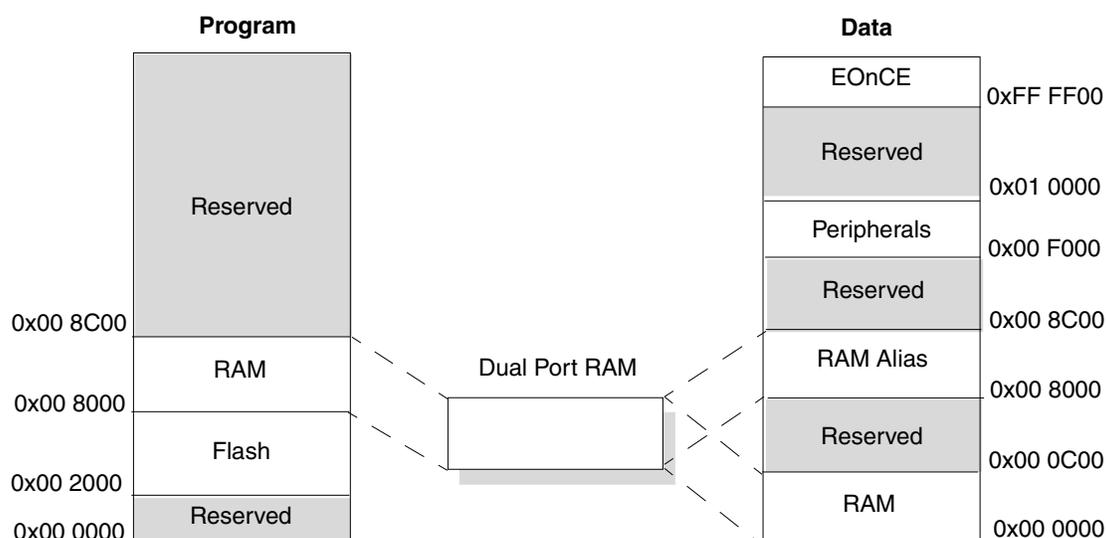 Program
Reserved
0x00 8C00
RAM
0x00 8000
Flash
0x00 2000
Reserved
0x00 0000
Dual Port RAM
Data
EOnCE
0xFF FF00
Reserved
0x01 0000
Peripherals
0x00 F000
Reserved
0x00 8C00
RAM Alias
0x00 8000
Reserved
0x00 0C00
RAM
0x00 0000